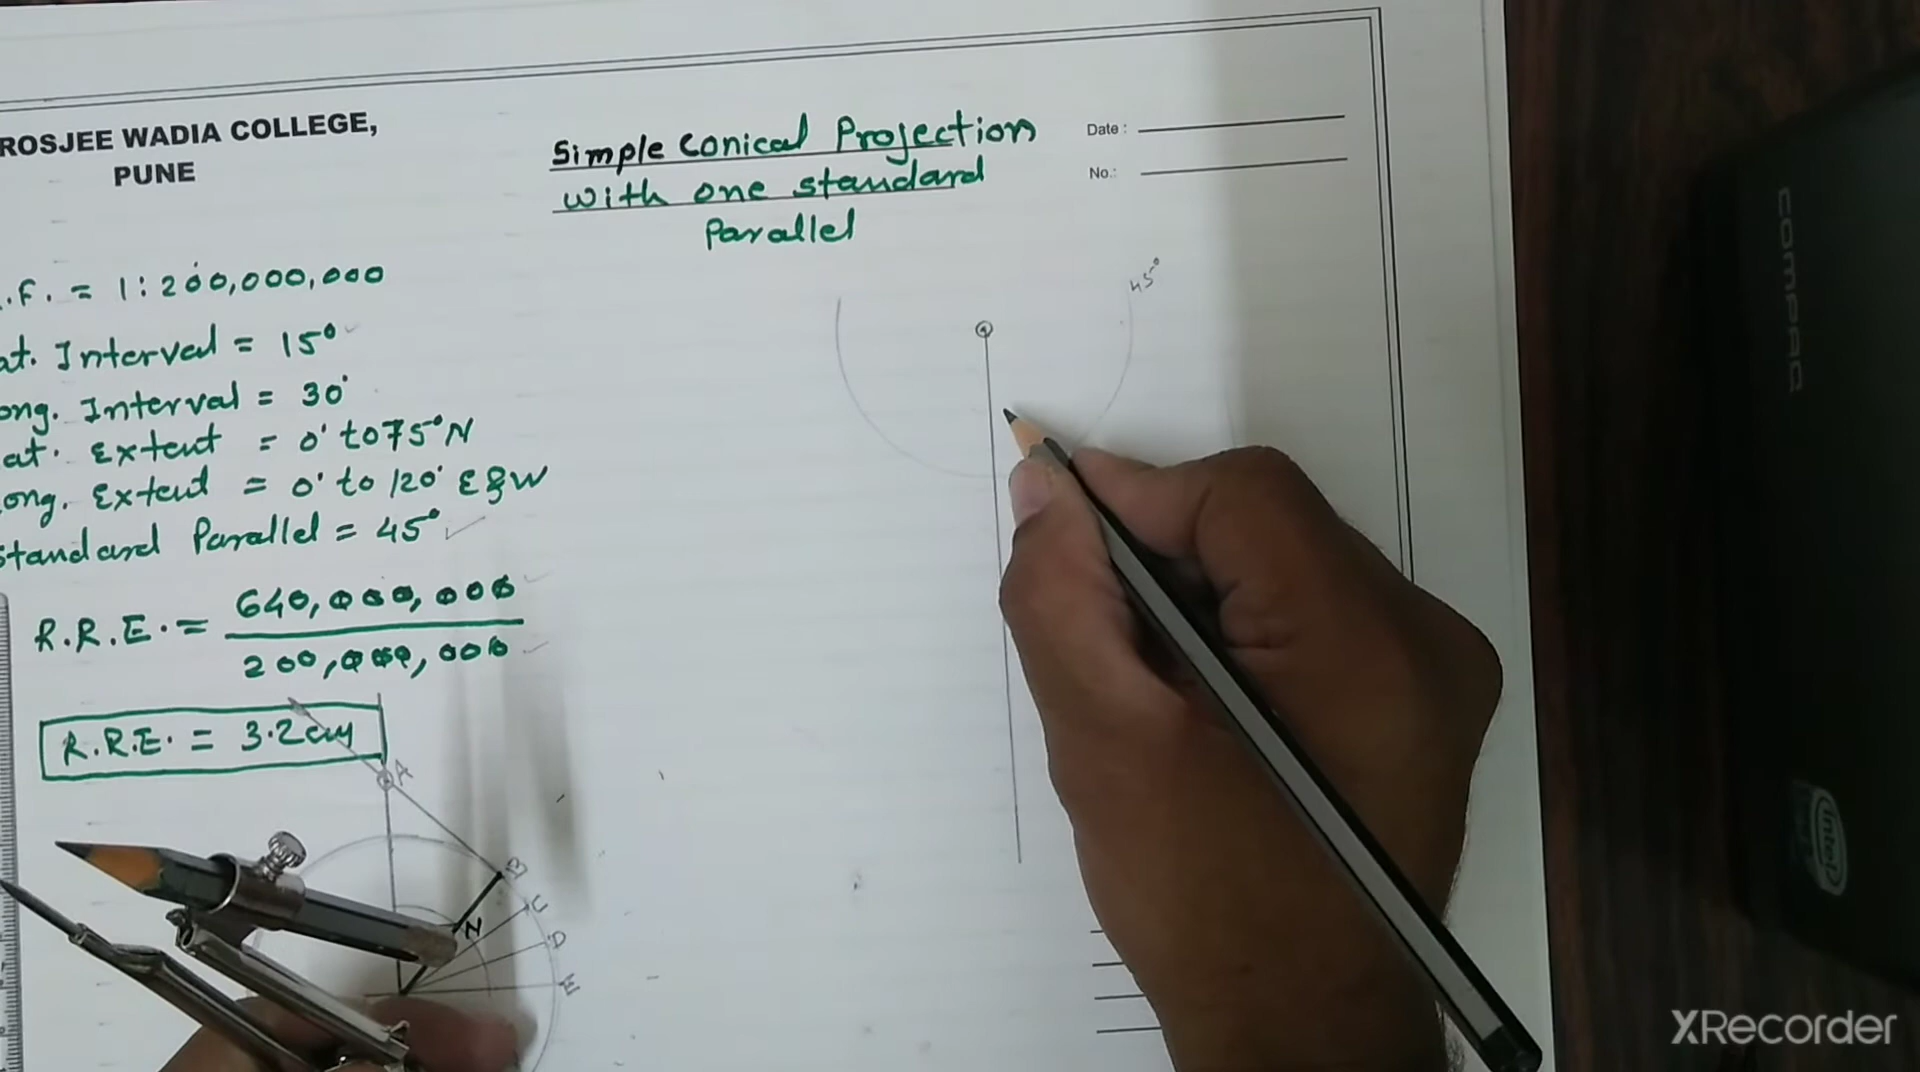 ROSJEE WADIA COLLEGE,
PUNE
Simple Conical Projection
with one standard
Parallel
Date :
No.:
.F. = 1:200,000,000
at. Interval = 15°
ong. Interval = 30°
at. Extent = 0° to 75°N
ong. Extent = 0° to 120° E&W
standard Parallel = 45°
R.R.E. = 640,000,000
200,000,000
R.R.E. = 3.2cm
45°
A
B
C
D
E
N
COMPAQ
intel
XRecorder